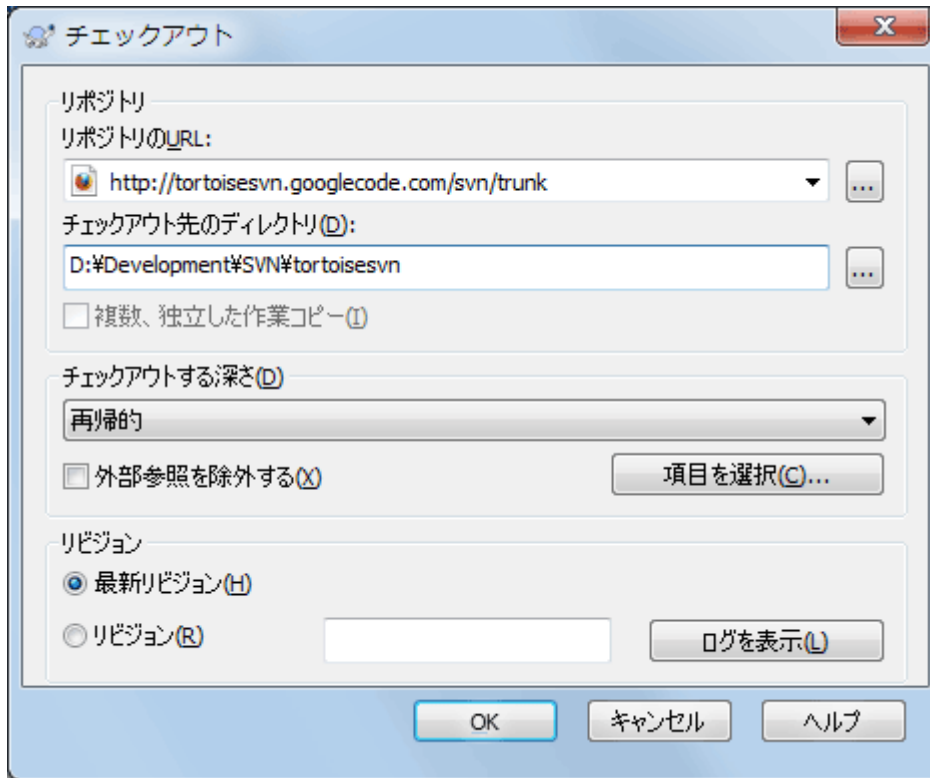 チェックアウト
リポジトリ
リポジトリのURL:
http://tortoisesvn.googlecode.com/svn/trunk
...
チェックアウト先のディレクトリ(D):
D:¥Development¥SVN¥tortoisesvn
...
複数、独立した作業コピー(I)
チェックアウトする深さ(D)
再帰的
外部参照を除外する(X) 項目を選択(C)...
リビジョン
最新リビジョン(H)
リビジョン(R) ログを表示(L)
OK キャンセル ヘルプ